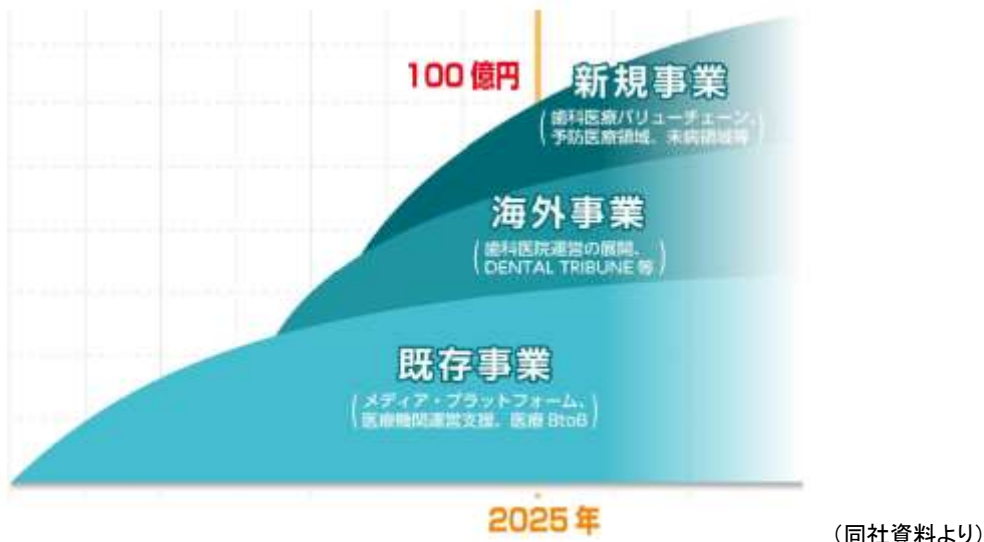 100億円
新規事業
(歯科医療バリューチェーン、
予防医療領域、未病領域等)
海外事業
(歯科医院運営の展開、
DENTAL TRIBUNE 等)
既存事業
(メディア・プラットフォーム、
医療機関運営支援、医療 BtoB)
2025年
(同社資料より)